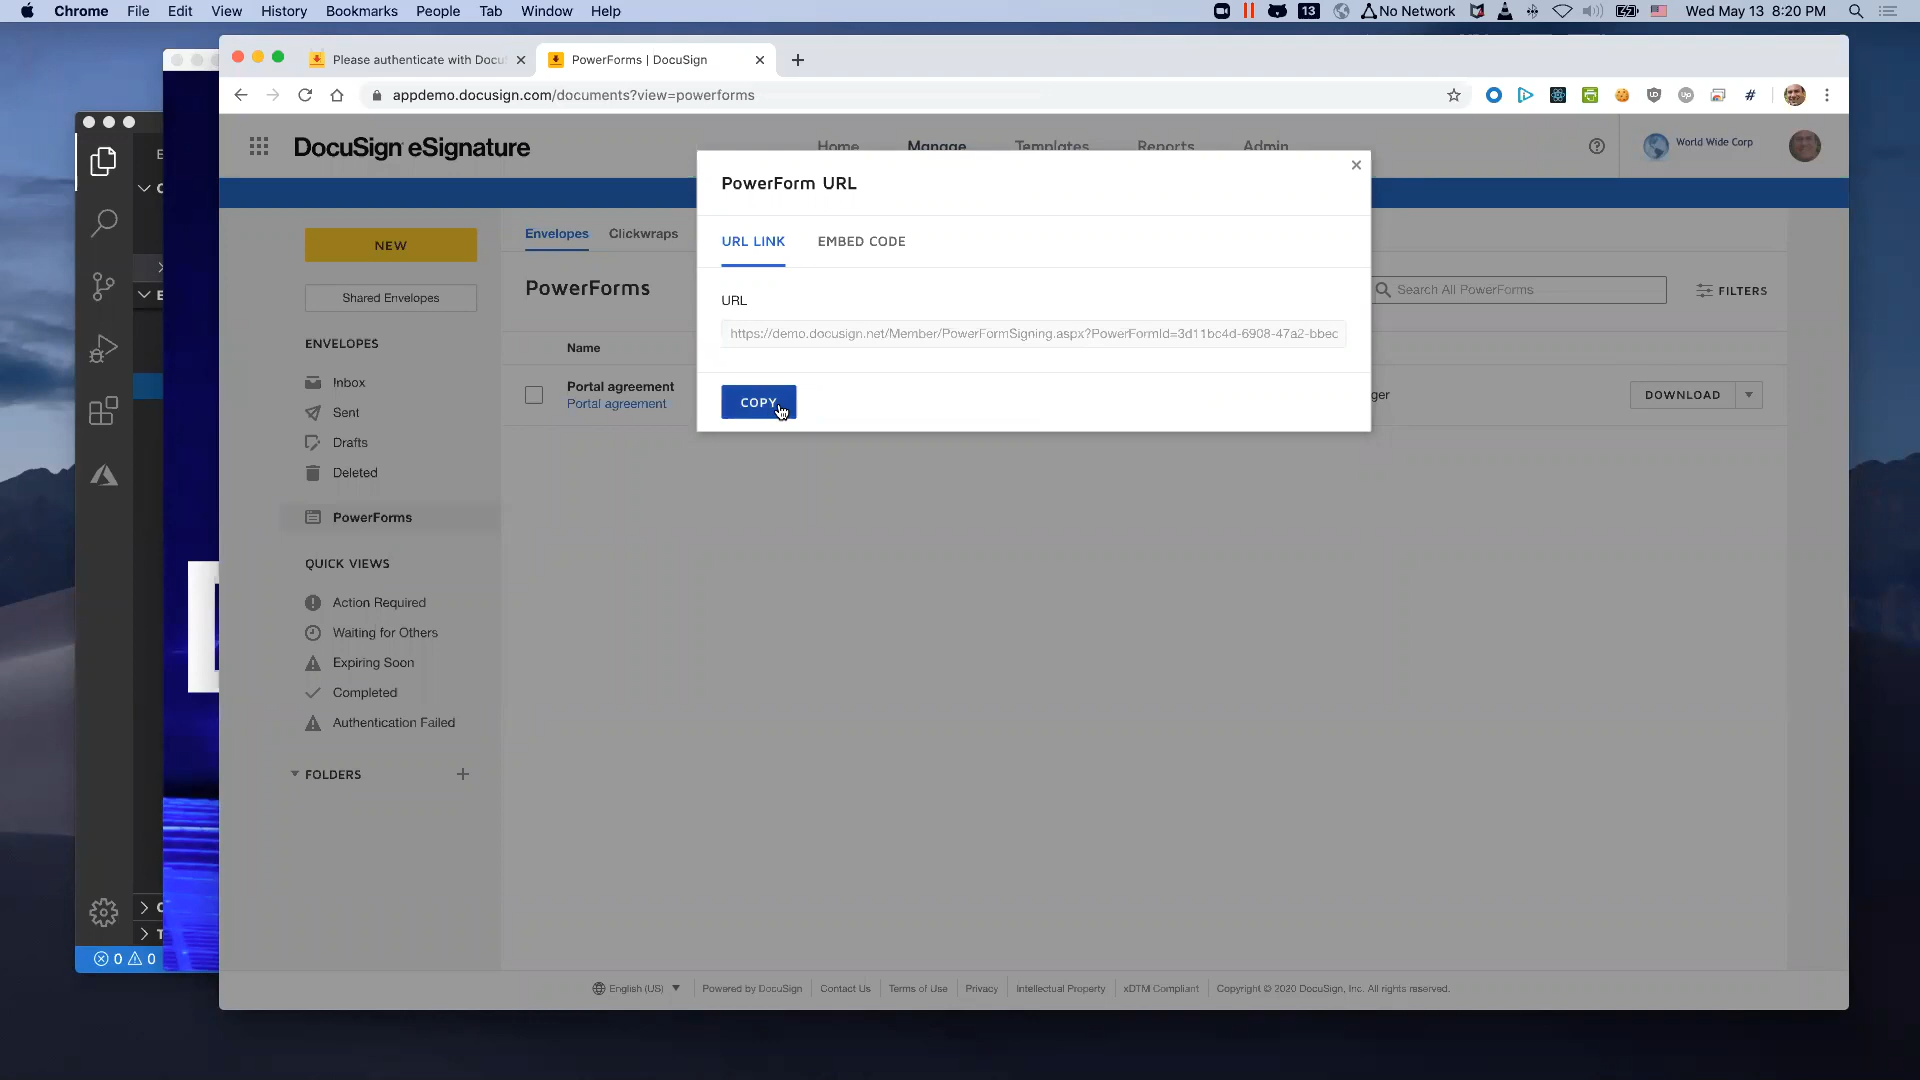 Chrome File Edit View History Bookmarks People Tab Window Help 13 No Network Wed May 13 8:20 PM
Please authenticate with Docu
PowerForms | DocuSign
appdemo.docusign.com/documents?view=powerforms
DocuSign eSignature
Home Manage Templates Reports Admin
World Wide Corp
PowerForm URL
URL LINK EMBED CODE
URL
https://demo.docusign.net/Member/PowerFormSigning.aspx?PowerFormId=3d11bc4d-6908-47a2-bbec
COPY
NEW
Shared Envelopes
ENVELOPES
Inbox
Sent
Drafts
Deleted
PowerForms
QUICK VIEWS
Action Required
Waiting for Others
Expiring Soon
Completed
Authentication Failed
FOLDERS
Envelopes Clickwraps
PowerForms
Search All PowerForms
FILTERS
Name
Portal agreement
Portal agreement
ger
DOWNLOAD
0 0
English (US) Powered by DocuSign Contact Us Terms of Use Privacy Intellectual Property xDTM Compliant Copyright © 2020 DocuSign, Inc. All rights reserved.